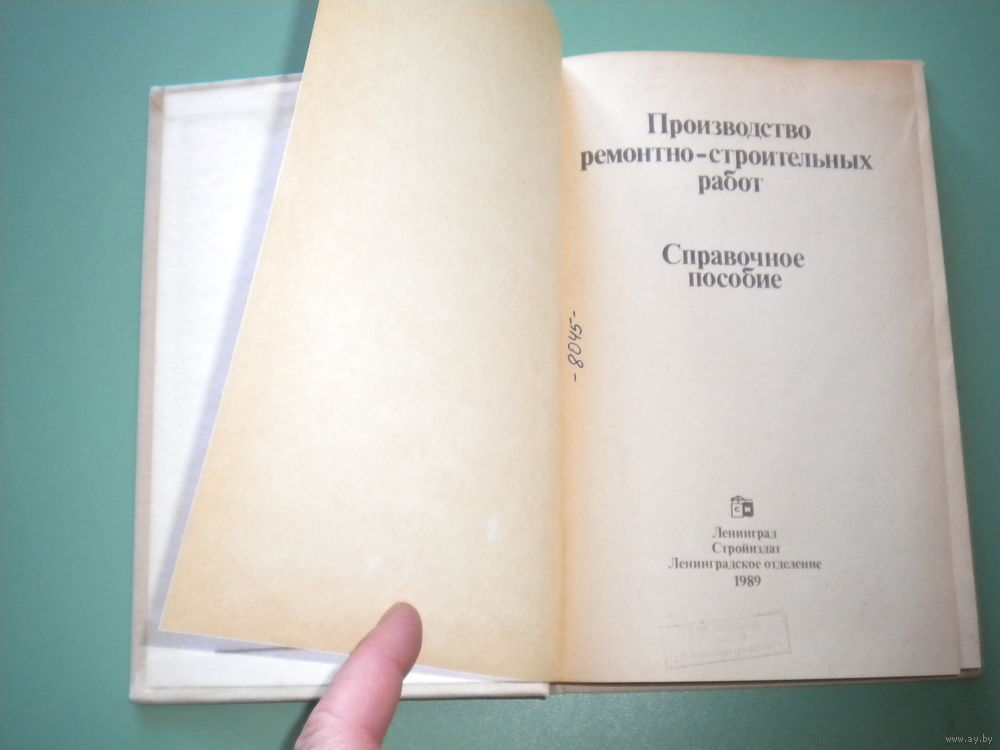 Производство
ремонтно-строительных
работ
Справочное
пособие
-8045-
С И
Ленинград
Стройиздат
Ленинградское отделение
1989
www.ay.by